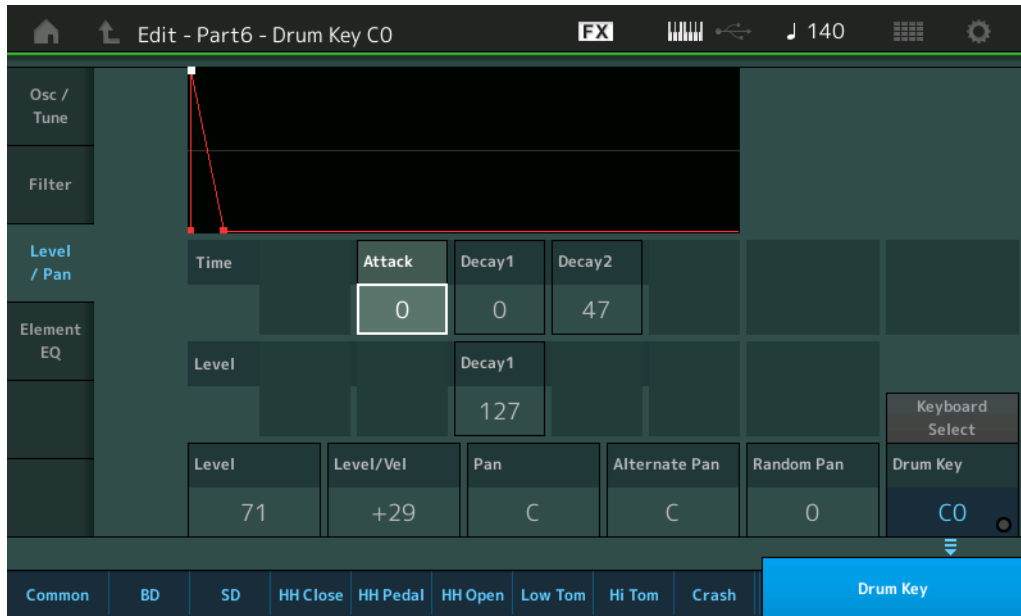 Edit - Part6 - Drum Key C0
FX
♩ 140
Osc /
Tune
Filter
Level
/ Pan
Element
EQ
Time
Attack
Decay1
Decay2
0
0
47
Level
Decay1
127
Keyboard
Select
Level
Level/Vel
Pan
Alternate Pan
Random Pan
Drum Key
71
+29
C
C
0
C0
Common
BD
SD
HH Close
HH Pedal
HH Open
Low Tom
Hi Tom
Crash
Drum Key